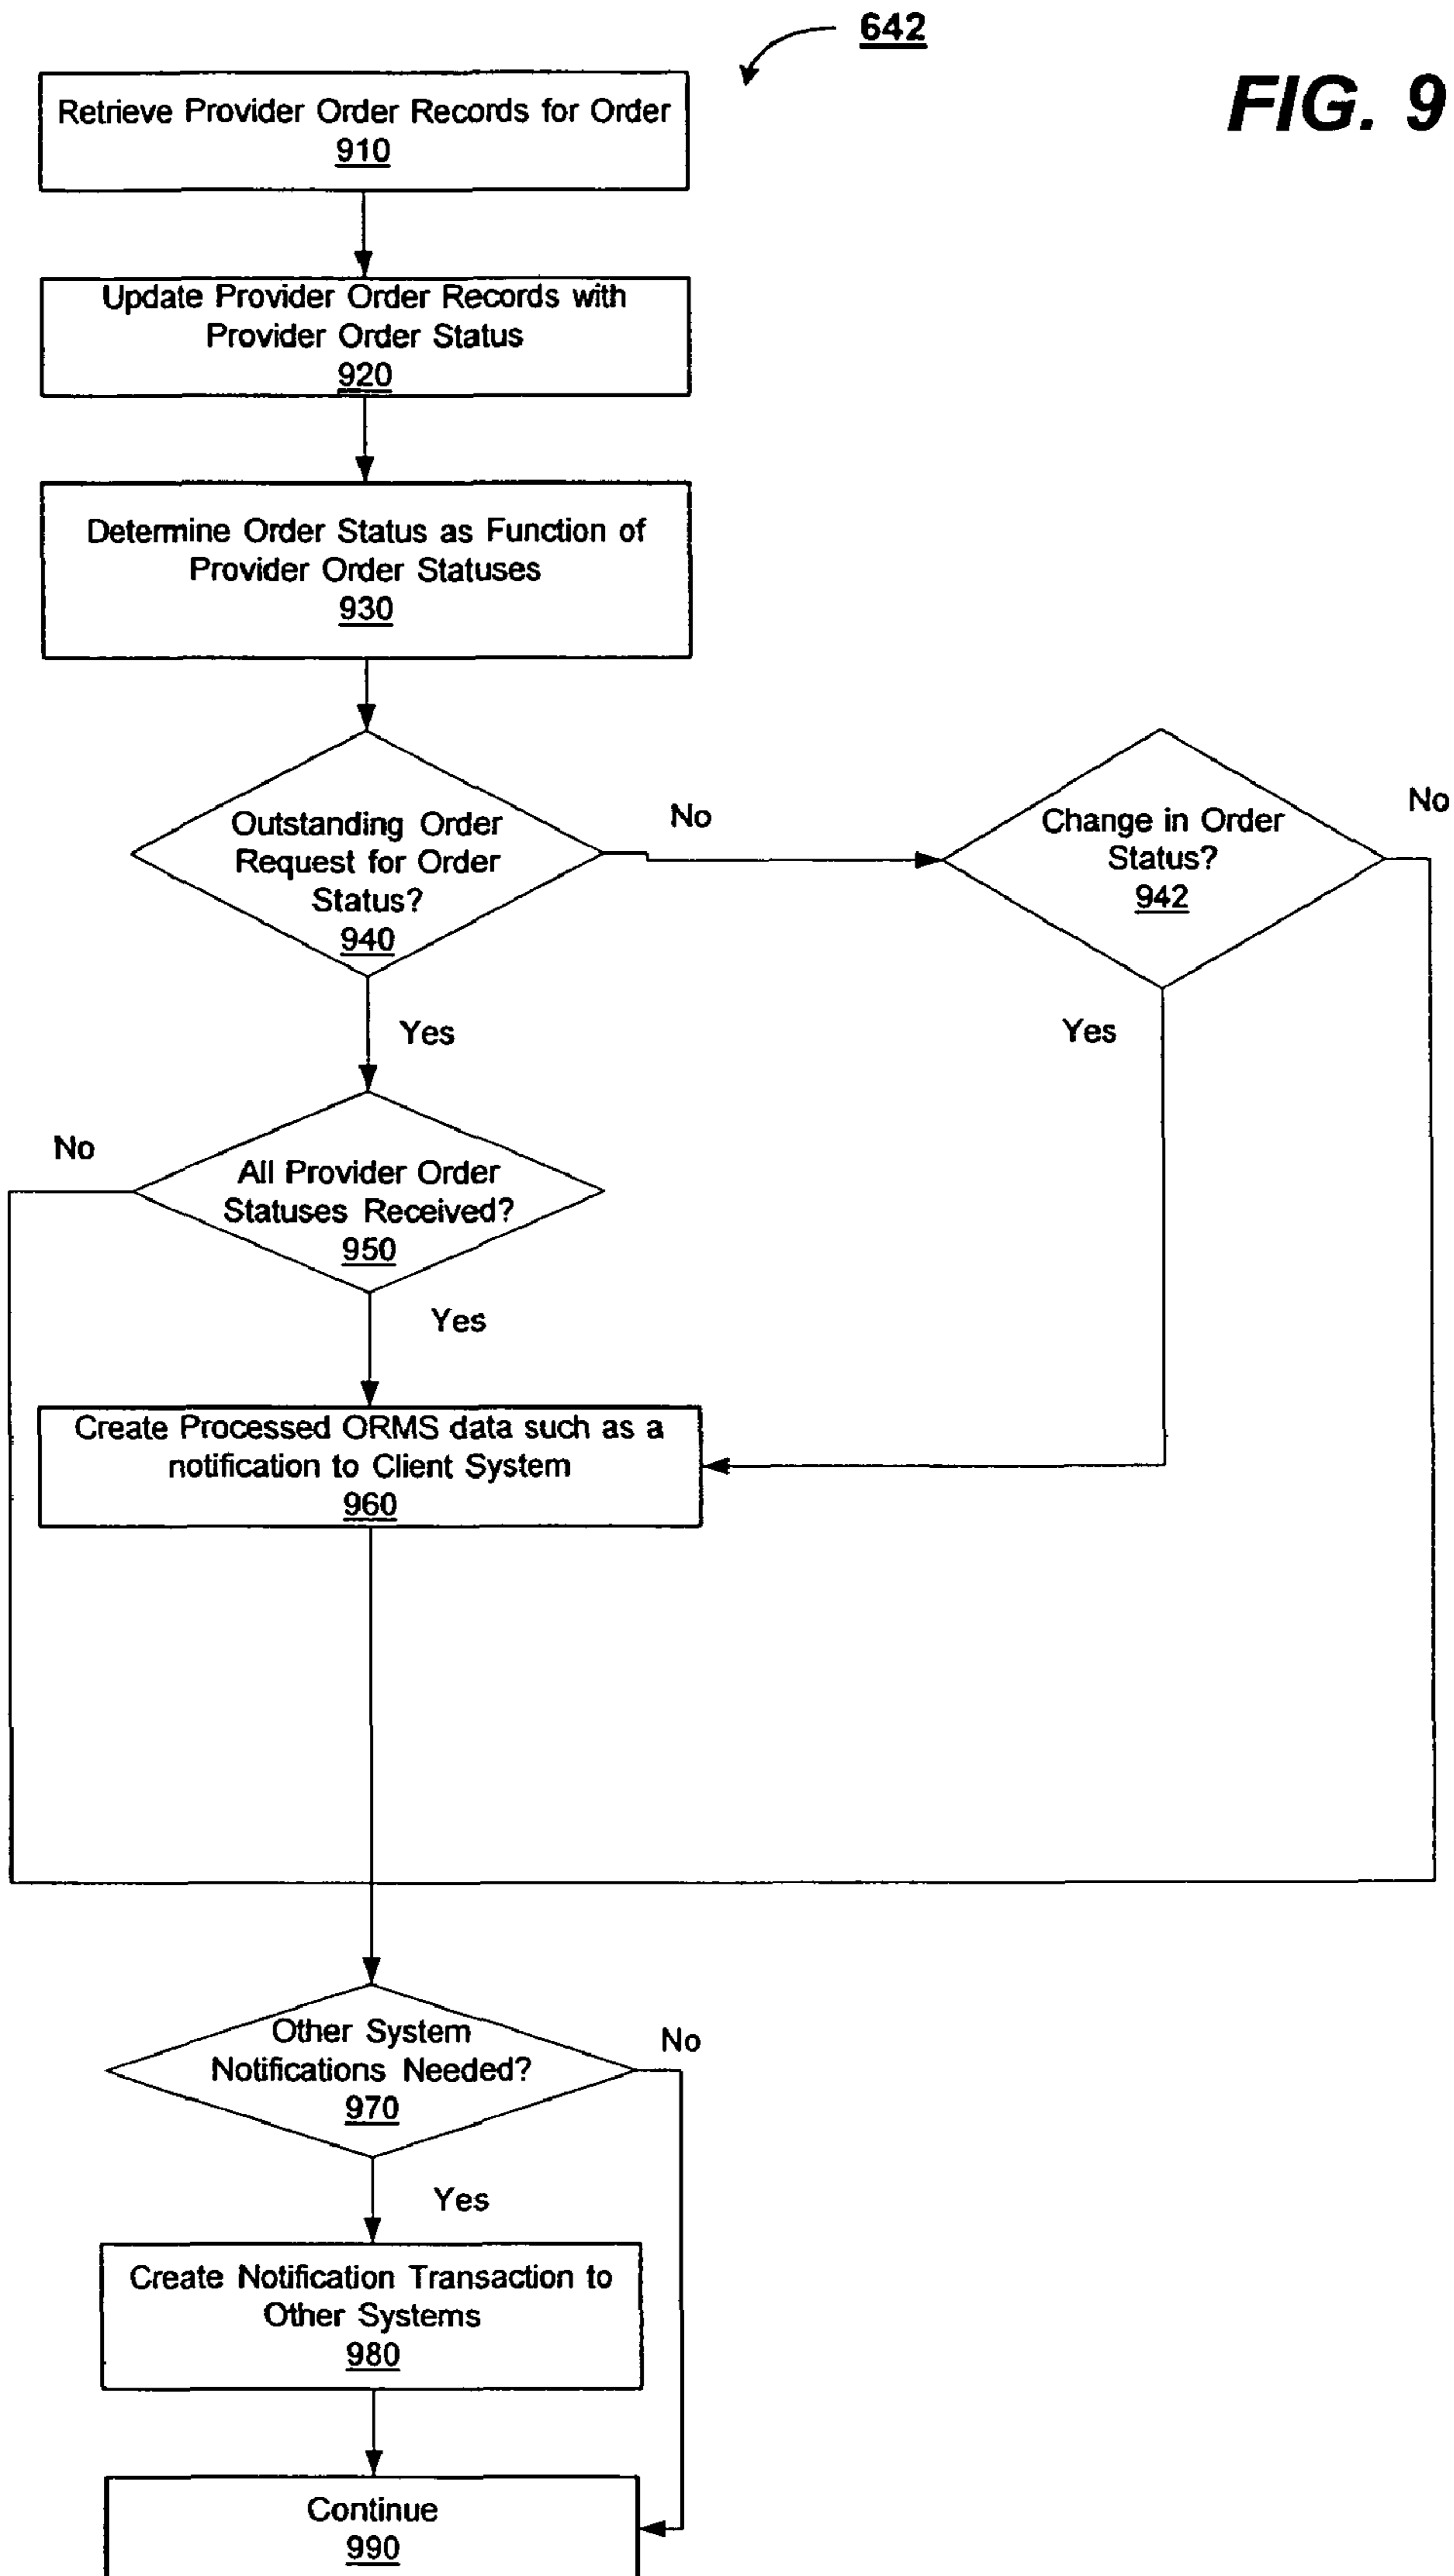 642
FIG. 9
Retrieve Provider Order Records for Order
910
Update Provider Order Records with
Provider Order Status
920
Determine Order Status as Function of
Provider Order Statuses
930
Outstanding Order
Request for Order
Status?
940
No
Change in Order
Status?
942
No
Yes
Yes
No
All Provider Order
Statuses Received?
950
Yes
Create Processed ORMS data such as a
notification to Client System
960
Other System
Notifications Needed?
970
No
Yes
Create Notification Transaction to
Other Systems
980
Continue
990